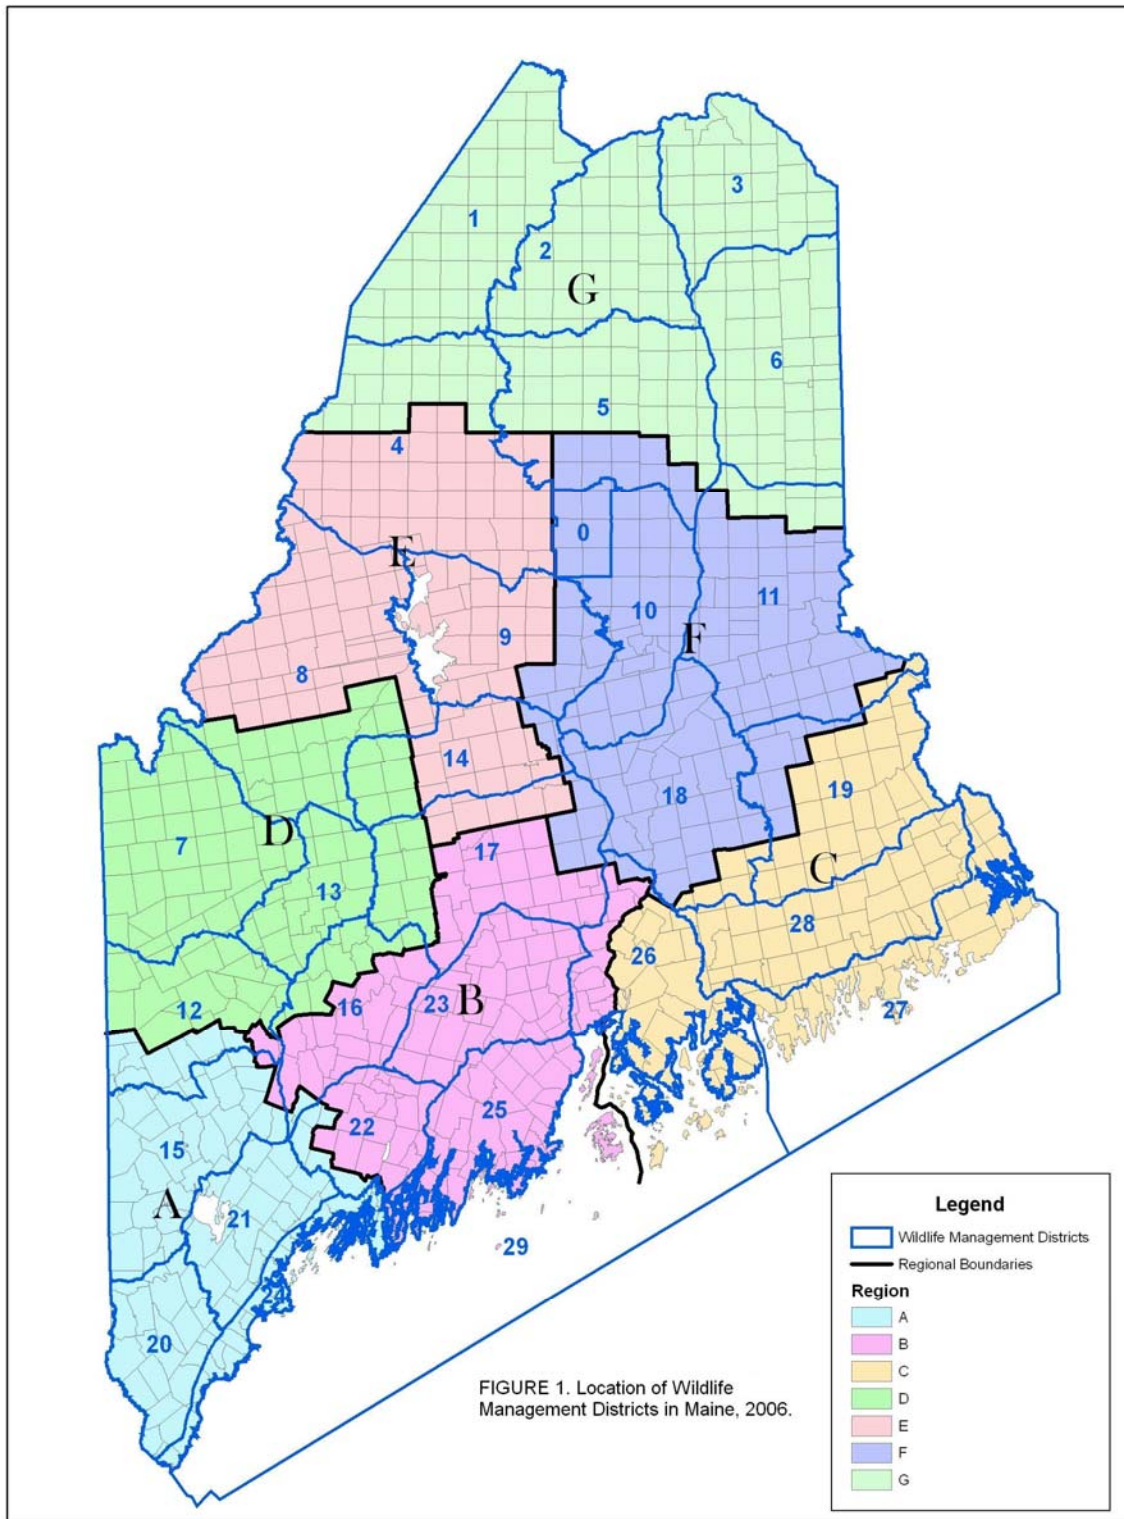 3
1
2
G
6
5
4
0
E
11
10
F
9
8
14
19
18
D
7
17
C
13
28
26
23
B
16
12
27
25
22
15
A
21
29
24
20
Legend
Wildlife Management Districts
Regional Boundaries
Region
A
B
C
D
E
F
G
FIGURE 1. Location of Wildlife
Management Districts in Maine, 2006.